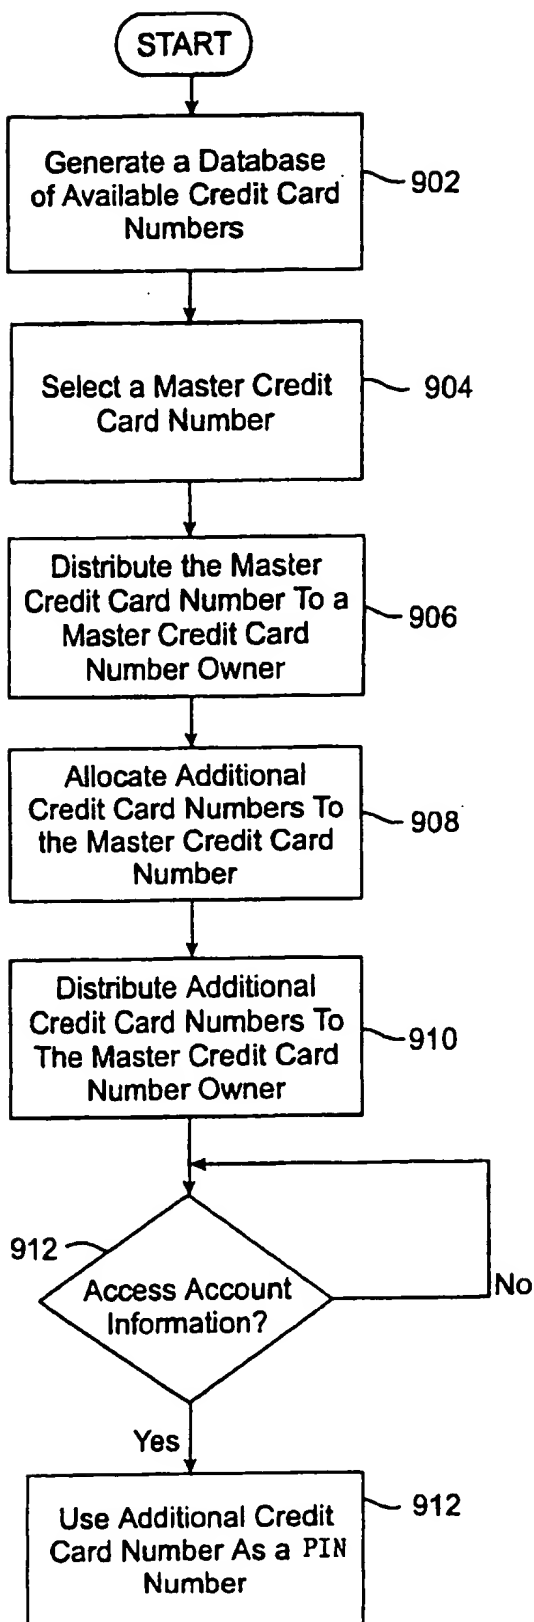 START
Generate a Database
of Available Credit Card
Numbers
902
Select a Master Credit
Card Number
904
Distribute the Master
Credit Card Number To a
Master Credit Card
Number Owner
906
Allocate Additional
Credit Card Numbers To
the Master Credit Card
Number
908
Distribute Additional
Credit Card Numbers To
The Master Credit Card
Number Owner
910
912
Access Account
Information?
No
Yes
Use Additional Credit
Card Number As a PIN
Number
912